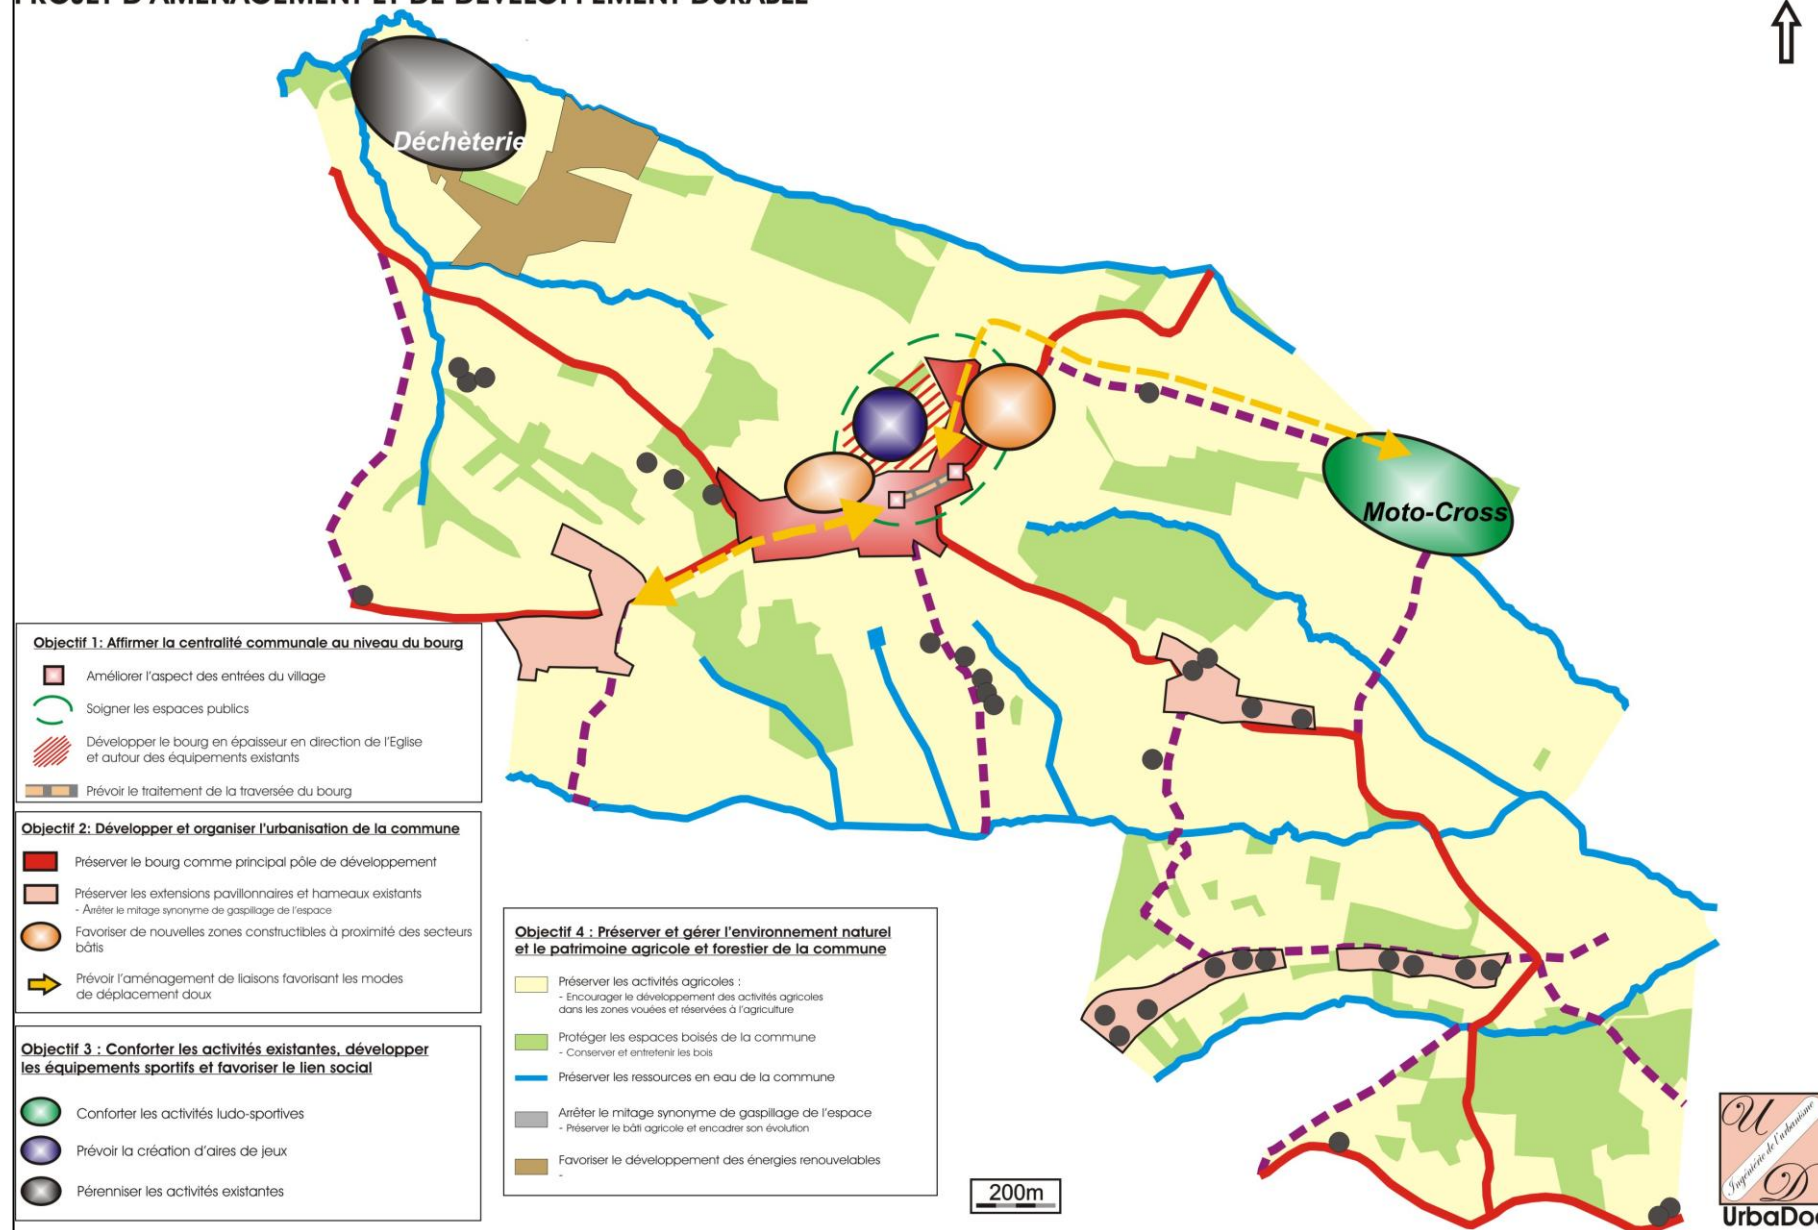 PROJET D'AMENAGEMENT ET DE DEVELOPPEMENT DURABLE
Déchèterie
Moto-Cross
Objectif 1: Affirmer la centralité communale au niveau du bourg
Améliorer l'aspect des entrées du village
Soigner les espaces publics
Développer le bourg en épaisseur en direction de l'Eglise
et autour des équipements existants
Prévoir le traitement de la traversée du bourg
Objectif 2: Développer et organiser l'urbanisation de la commune
Préserver le bourg comme principal pôle de développement
Préserver les extensions pavillonnaires et hameaux existants
- Arrêter le mitage synonyme de gaspillage de l'espace
Favoriser de nouvelles zones constructibles à proximité des secteurs
bâtis
Prévoir l'aménagement de liaisons favorisant les modes
de déplacement doux
Objectif 3 : Conforter les activités existantes, développer
les équipements sportifs et favoriser le lien social
Conforter les activités ludo-sportives
Prévoir la création d'aires de jeux
Pérenniser les activités existantes
Objectif 4 : Préserver et gérer l'environnement naturel
et le patrimoine agricole et forestier de la commune
Préserver les activités agricoles :
- Encourager le développement des activités agricoles
dans les zones vouées et réservées à l'agriculture
Protéger les espaces boisés de la commune
- Conserver et entretenir les bois
Préserver les ressources en eau de la commune
Arrêter le mitage synonyme de gaspillage de l'espace
- Préserver le bâti agricole et encadrer son évolution
Favoriser le développement des énergies renouvelables
-
200m
U
Ingéniérie de l'urbanisme
D
UrbaDoc